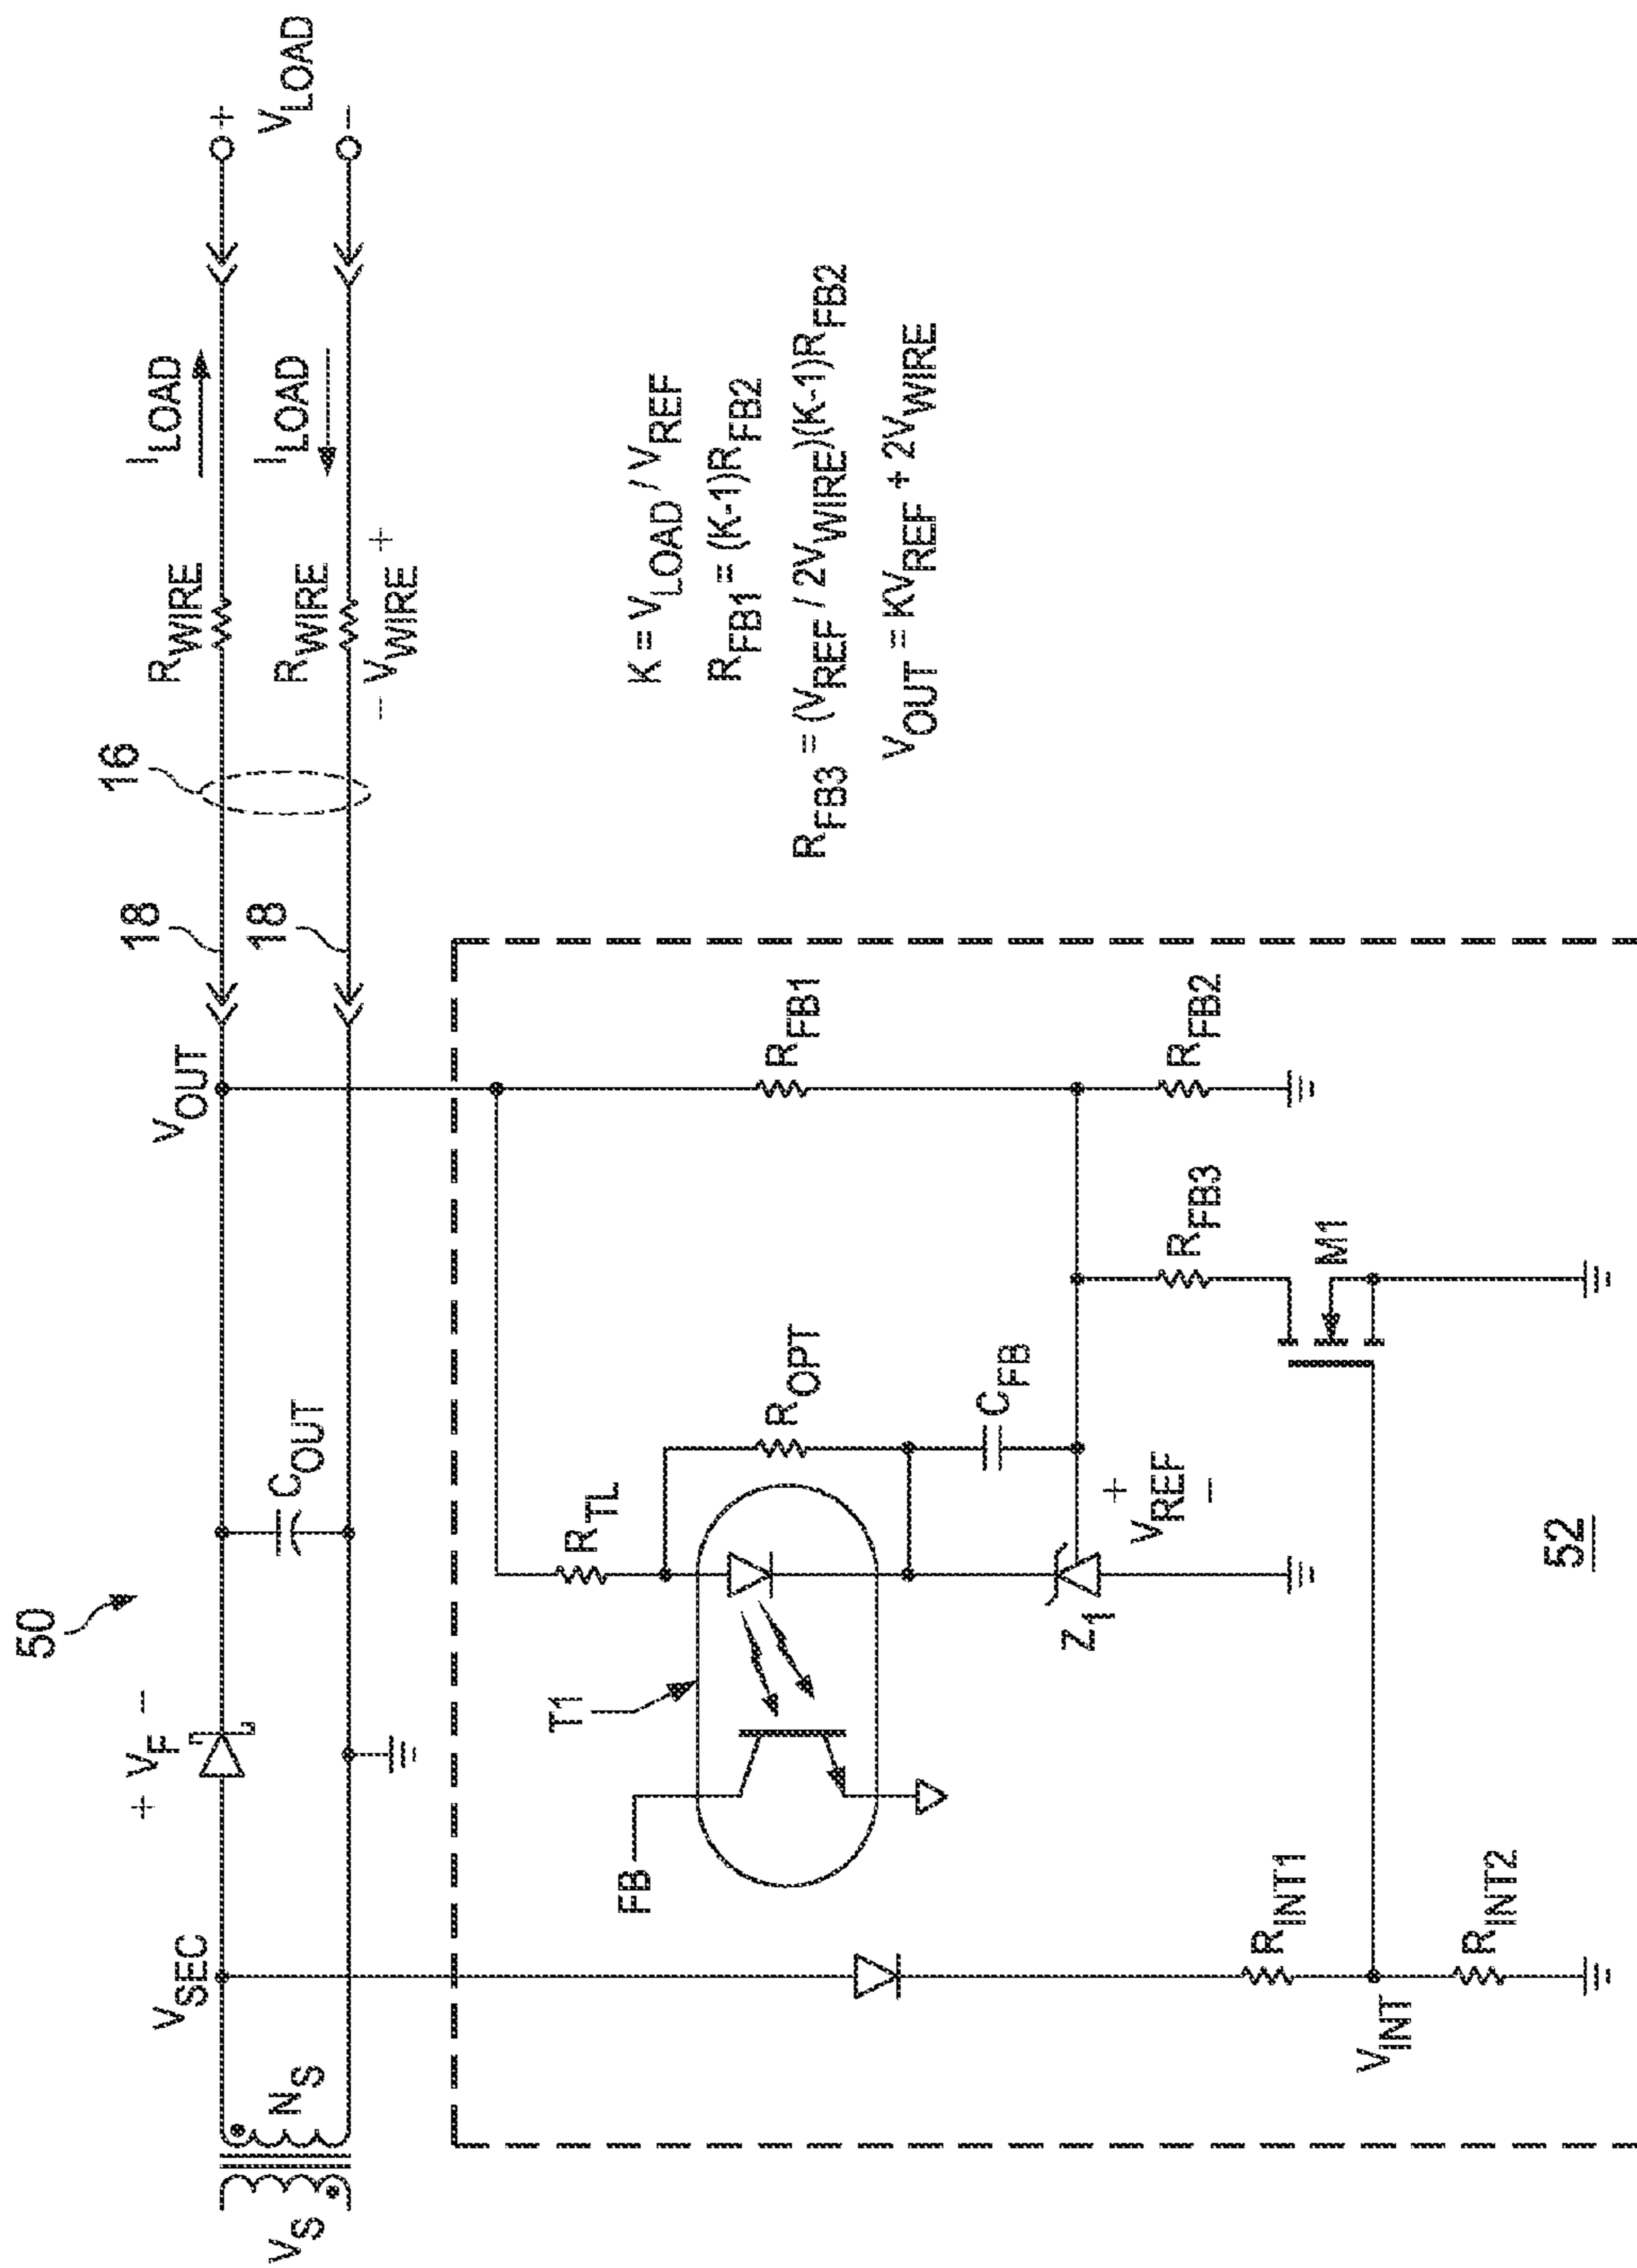 50
V_S
N_S
V_SEC
+ V_F −
C_OUT
V_OUT
18
18
16
R_WIRE
R_WIRE
− V_WIRE +
I_LOAD
I_LOAD
+
V_LOAD
−
FB
T1
R_TL
R_OPT
C_FB
Z_1
+
V_REF
−
R_FB1
R_FB2
R_FB3
M1
R_INT1
V_INT
R_INT2
52
K = V_LOAD / V_REF
R_FB1 = (K-1)R_FB2
R_FB3 = (V_REF / 2V_WIRE)(K-1)R_FB2
V_OUT = KV_REF + 2V_WIRE